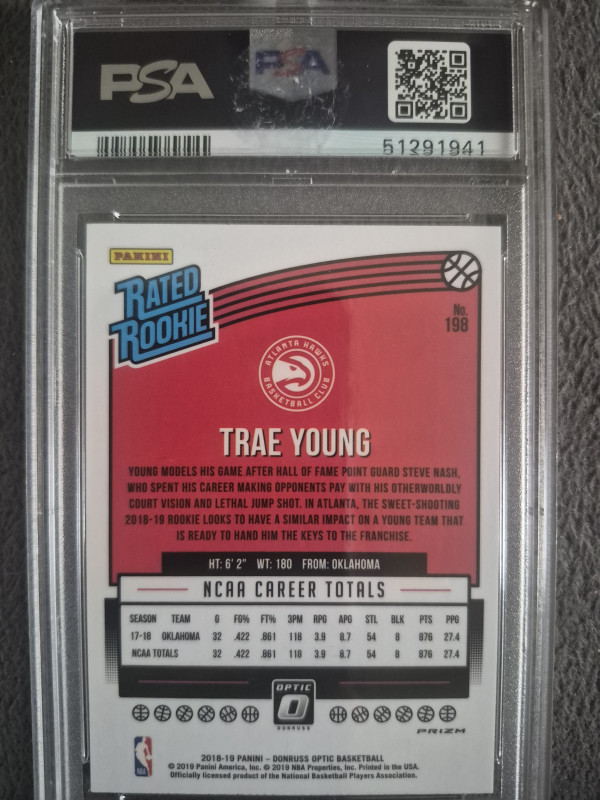 PSA
PSA
51291941
PANINI
RATED
ROOKIE
No.
198
ATLANTA HAWKS
BASKETBALL CLUB
TRAE YOUNG
YOUNG MODELS HIS GAME AFTER HALL OF FAME POINT GUARD STEVE NASH,
WHO SPENT HIS CAREER MAKING OPPONENTS PAY WITH HIS OTHERWORLDLY
COURT VISION AND LETHAL JUMP SHOT. IN ATLANTA, THE SWEET-SHOOTING
2018-19 ROOKIE LOOKS TO HAVE A SIMILAR IMPACT ON A YOUNG TEAM THAT
IS READY TO HAND HIM THE KEYS TO THE FRANCHISE.
HT: 6' 2" WT: 180 FROM: OKLAHOMA
NCAA CAREER TOTALS
SEASON TEAM G FG% FT% 3PM RPG APG STL BLK PTS PPG
17-18 OKLAHOMA 32 .422 .861 118 3.9 8.7 54 8 876 27.4
NCAA TOTALS 32 .422 .861 118 3.9 8.7 54 8 876 27.4
OPTIC
DONRUSS
PRIZM
NBA
2018-19 PANINI – DONRUSS OPTIC BASKETBALL
© 2019 Panini America, Inc. © 2019 NBA Properties, Inc. Printed in the USA.
Officially licensed product of the National Basketball Players Association.